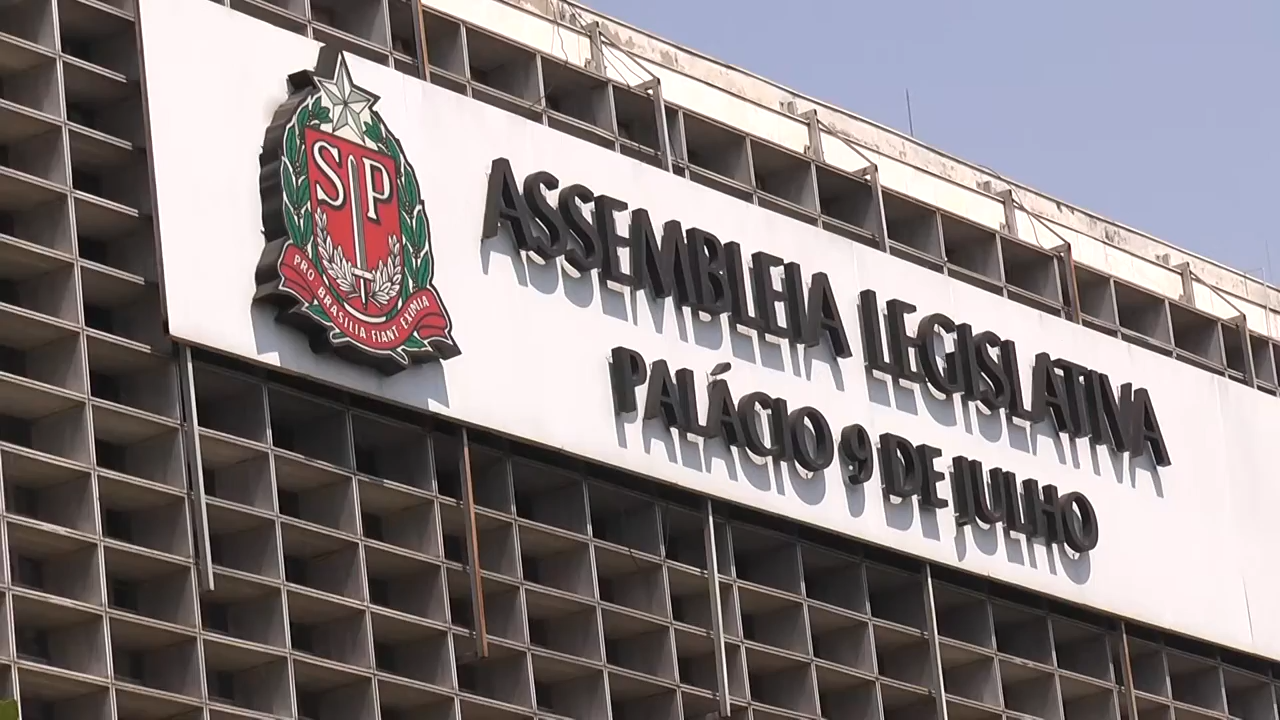 SP
PRO · BRASILIA · FIANT · EXIMIA
ASSEMBLEIA LEGISLATIVA
PALÁCIO 9 DE JULHO